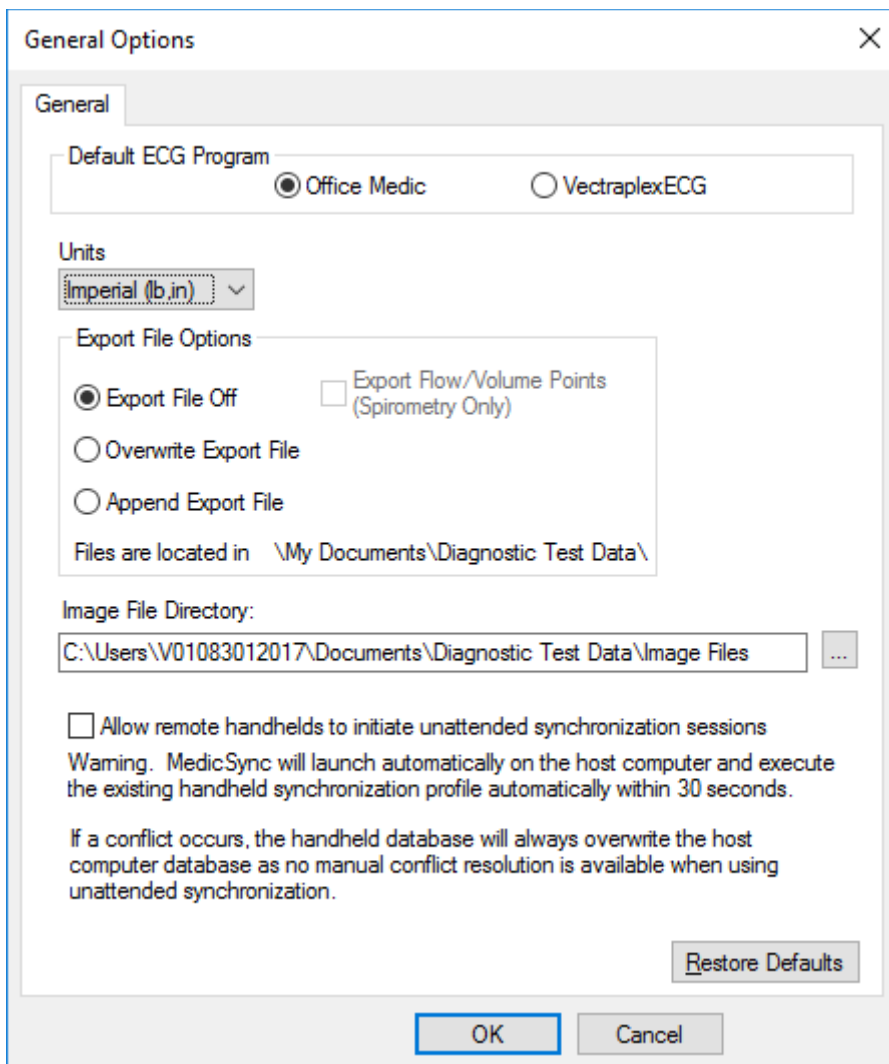 General Options
General
Default ECG Program
Office Medic
VectraplexECG
Units
Imperial (lb,in)
Export File Options
Export File Off
Export Flow/Volume Points
(Spirometry Only)
Overwrite Export File
Append Export File
Files are located in \My Documents\Diagnostic Test Data\
Image File Directory:
C:\Users\V01083012017\Documents\Diagnostic Test Data\Image Files
...
Allow remote handhelds to initiate unattended synchronization sessions
Warning. MedicSync will launch automatically on the host computer and execute
the existing handheld synchronization profile automatically within 30 seconds.
If a conflict occurs, the handheld database will always overwrite the host
computer database as no manual conflict resolution is available when using
unattended synchronization.
Restore Defaults
OK
Cancel